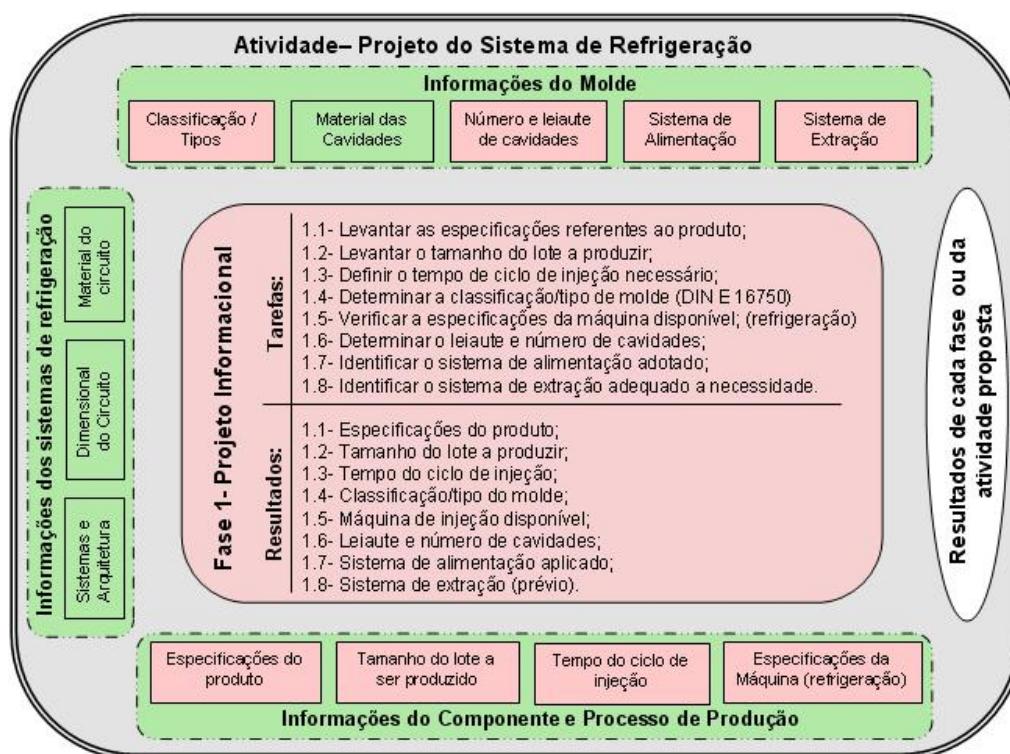 Atividade– Projeto do Sistema de Refrigeração
Informações do Molde
Classificação /
Tipos
Material das
Cavidades
Número e leiaute
de cavidades
Sistema de
Alimentação
Sistema de
Extração
Informações dos sistemas de refrigeração
Material do
circuito
Dimensional
do Circuito
Sistemas e
Arquitetura
Fase 1- Projeto Informacional
Tarefas:
1.1- Levantar as especificações referentes ao produto;
1.2- Levantar o tamanho do lote a produzir;
1.3- Definir o tempo de ciclo de injeção necessário;
1.4- Determinar a classificação/tipo de molde (DIN E 16750)
1.5- Verificar a especificações da máquina disponível; (refrigeração)
1.6- Determinar o leiaute e número de cavidades;
1.7- Identificar o sistema de alimentação adotado;
1.8- Identificar o sistema de extração adequado a necessidade.
Resultados:
1.1- Especificações do produto;
1.2- Tamanho do lote a produzir;
1.3- Tempo do ciclo de injeção;
1.4- Classificação/tipo do molde;
1.5- Máquina de injeção disponível;
1.6- Leiaute e número de cavidades;
1.7- Sistema de alimentação aplicado;
1.8- Sistema de extração (prévio).
Resultados de cada fase ou da
atividade proposta
Especificações do
produto
Tamanho do lote a
ser produzido
Tempo do ciclo de
injeção
Especificações da
Máquina (refrigeração)
Informações do Componente e Processo de Produção